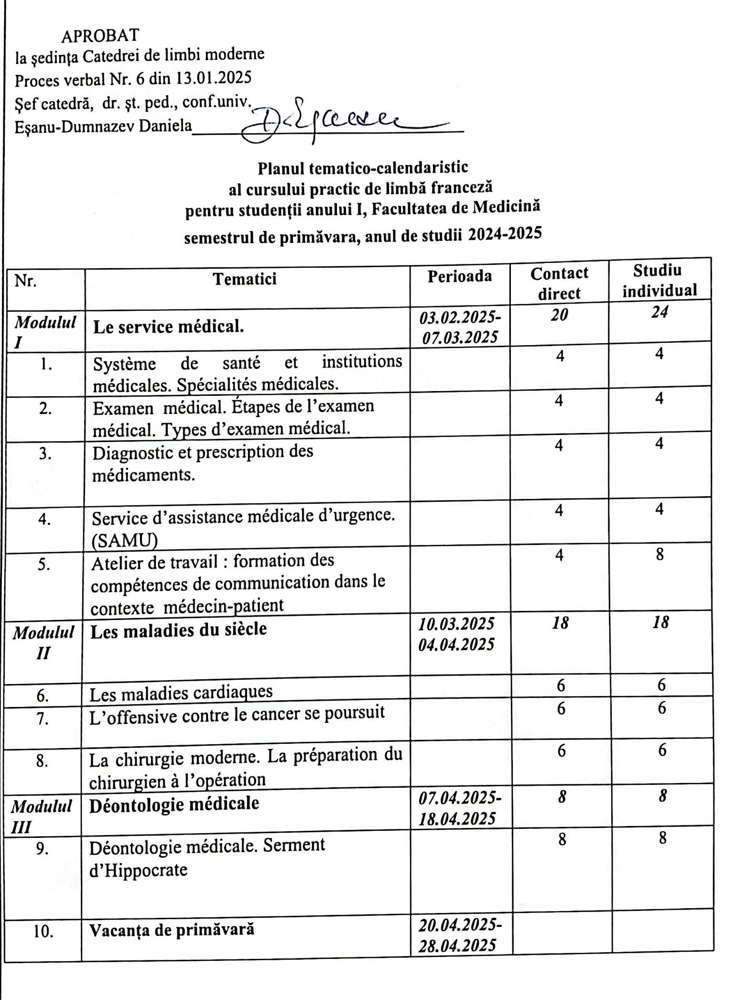 APROBAT
la ședința Catedrei de limbi moderne
Proces verbal Nr. 6 din 13.01.2025
Șef catedră, dr. șt. ped., conf.univ.
Eșanu-Dumnazev Daniela
Planul tematico-calendaristic
al cursului practic de limbă franceză
pentru studenții anului I, Facultatea de Medicină
semestrul de primăvara, anul de studii 2024-2025
Nr. Tematici Perioada Contact direct Studiu individual
Modulul I Le service médical. 03.02.2025- 07.03.2025 20 24
1. Système de santé et institutions 4 4
médicales. Spécialités médicales.
2. Examen médical. Étapes de l’examen 4 4
médical. Types d’examen médical.
3. Diagnostic et prescription des 4 4
médicaments.
4. Service d’assistance médicale d’urgence. 4 4
(SAMU)
5. Atelier de travail : formation des 4 8
compétences de communication dans le
contexte médecin-patient
Modulul II Les maladies du siècle 10.03.2025 04.04.2025 18 18
6. Les maladies cardiaques 6 6
7. L’offensive contre le cancer se poursuit 6 6
8. La chirurgie moderne. La préparation du 6 6
chirurgien à l’opération
Modulul III Déontologie médicale 07.04.2025- 18.04.2025 8 8
9. Déontologie médicale. Serment 8 8
d’Hippocrate
10. Vacanța de primăvară 20.04.2025- 28.04.2025